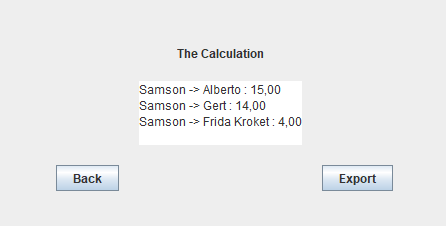 The Calculation
Samson -> Alberto : 15,00
Samson -> Gert : 14,00
Samson -> Frida Kroket : 4,00
Back
Export